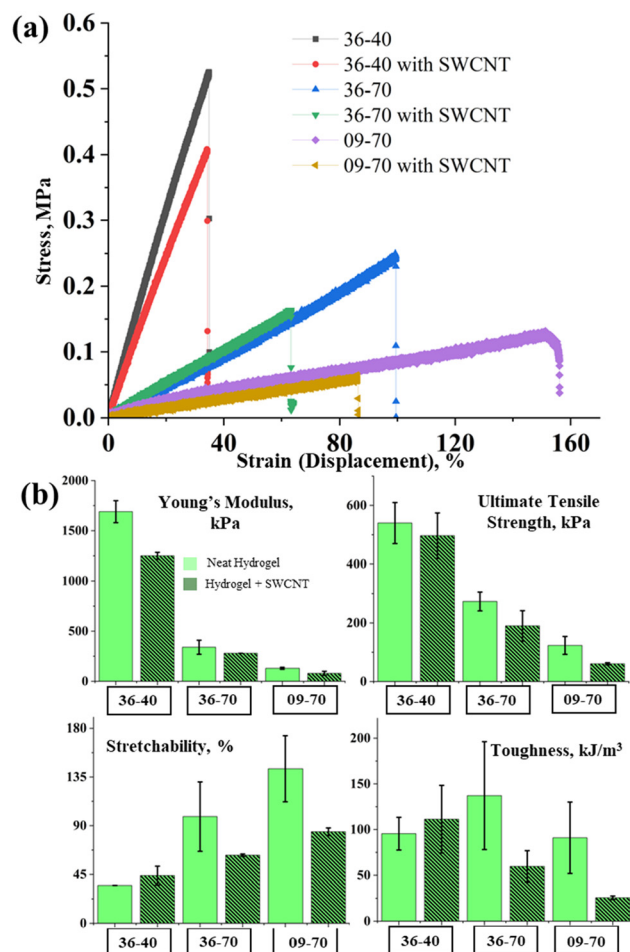 (a)
0.6
0.5
0.4
0.3
0.2
0.1
0.0
Stress, MPa
36-40
36-40 with SWCNT
36-70
36-70 with SWCNT
09-70
09-70 with SWCNT
0 40 80 120 160
Strain (Displacement), %
(b)
Young's Modulus,
kPa
Neat Hydrogel
Hydrogel + SWCNT
1750
1500
1250
1000
750
500
250
0
36-40 36-70 09-70
Ultimate Tensile
Strength, kPa
600
400
200
0
36-40 36-70 09-70
Stretchability, %
180
135
90
45
0
36-40 36-70 09-70
Toughness, kJ/m³
200
150
100
50
0
36-40 36-70 09-70